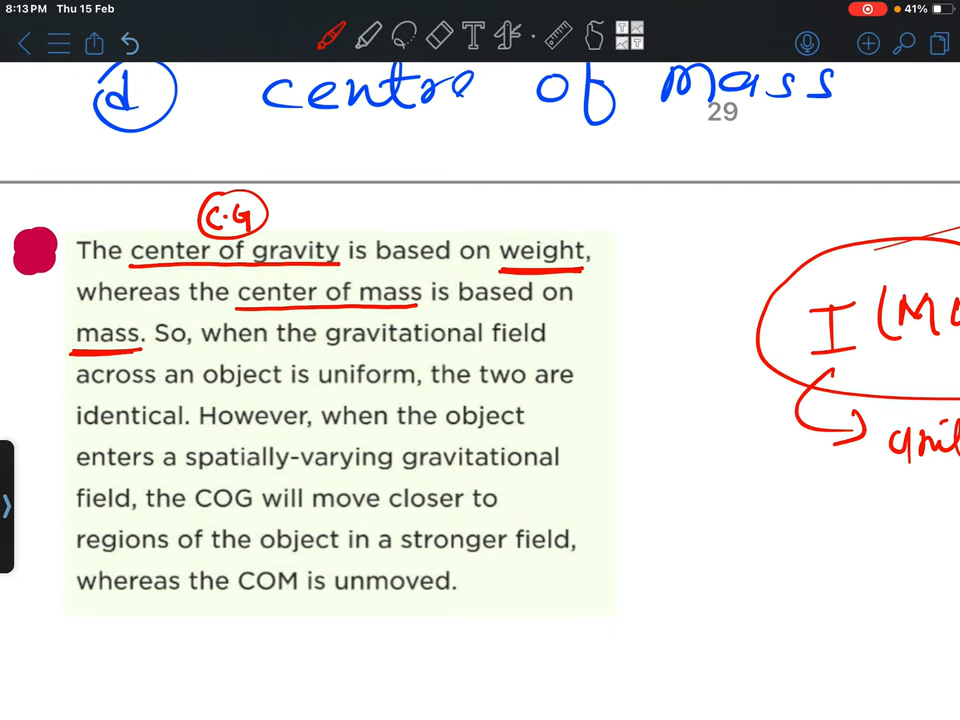 8:13 PM Thu 15 Feb
41%
d centre of mass
29
C.G
The center of gravity is based on weight,
whereas the center of mass is based on
mass. So, when the gravitational field
across an object is uniform, the two are
identical. However, when the object
enters a spatially-varying gravitational
field, the COG will move closer to
regions of the object in a stronger field,
whereas the COM is unmoved.
I (M